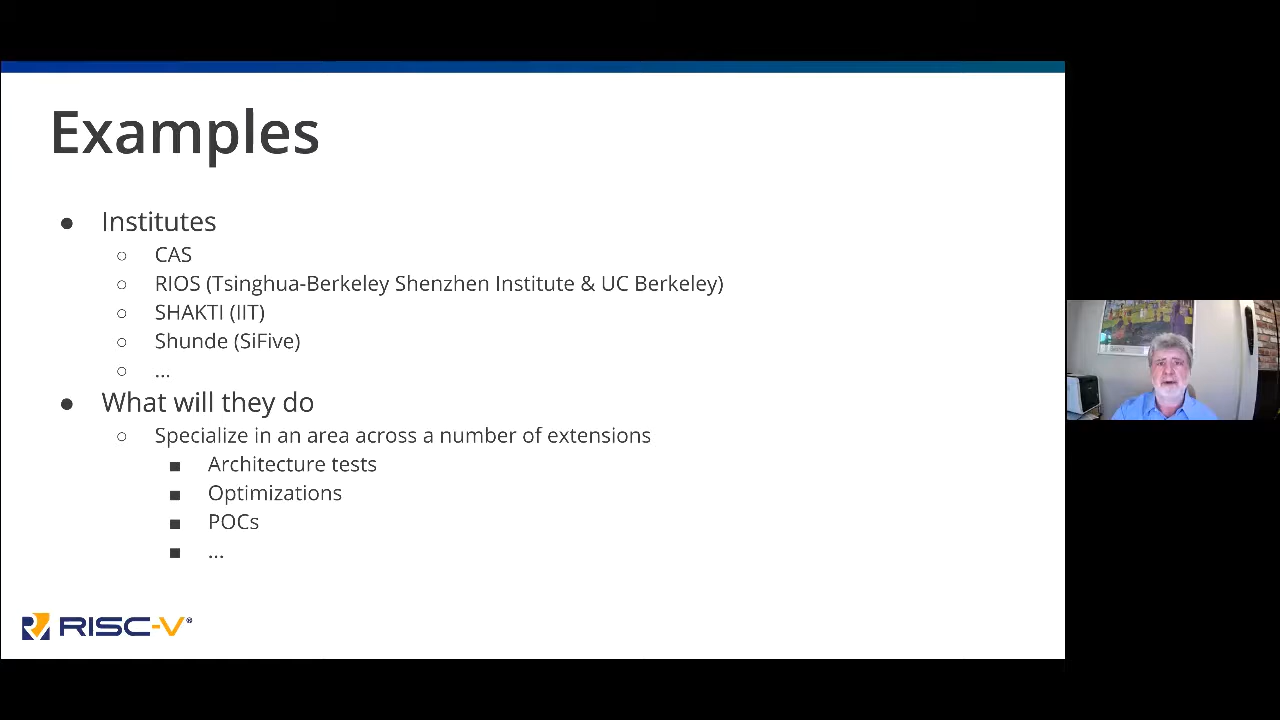 Examples
● Institutes
○ CAS
○ RIOS (Tsinghua-Berkeley Shenzhen Institute & UC Berkeley)
○ SHAKTI (IIT)
○ Shunde (SiFive)
○ ...
● What will they do
○ Specialize in an area across a number of extensions
■ Architecture tests
■ Optimizations
■ POCs
■ ...
RISC-V®